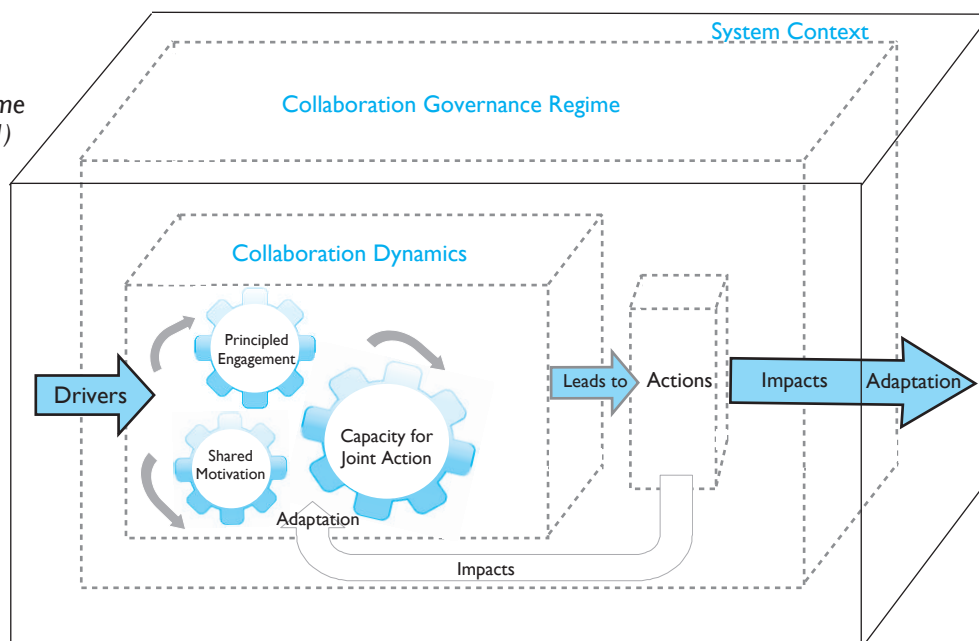 System Context
me
)
Collaboration Governance Regime
Collaboration Dynamics
Principled
Engagement
Drivers
Shared
Motivation
Capacity for
Joint Action
Leads to
Actions
Impacts
Adaptation
Adaptation
Impacts